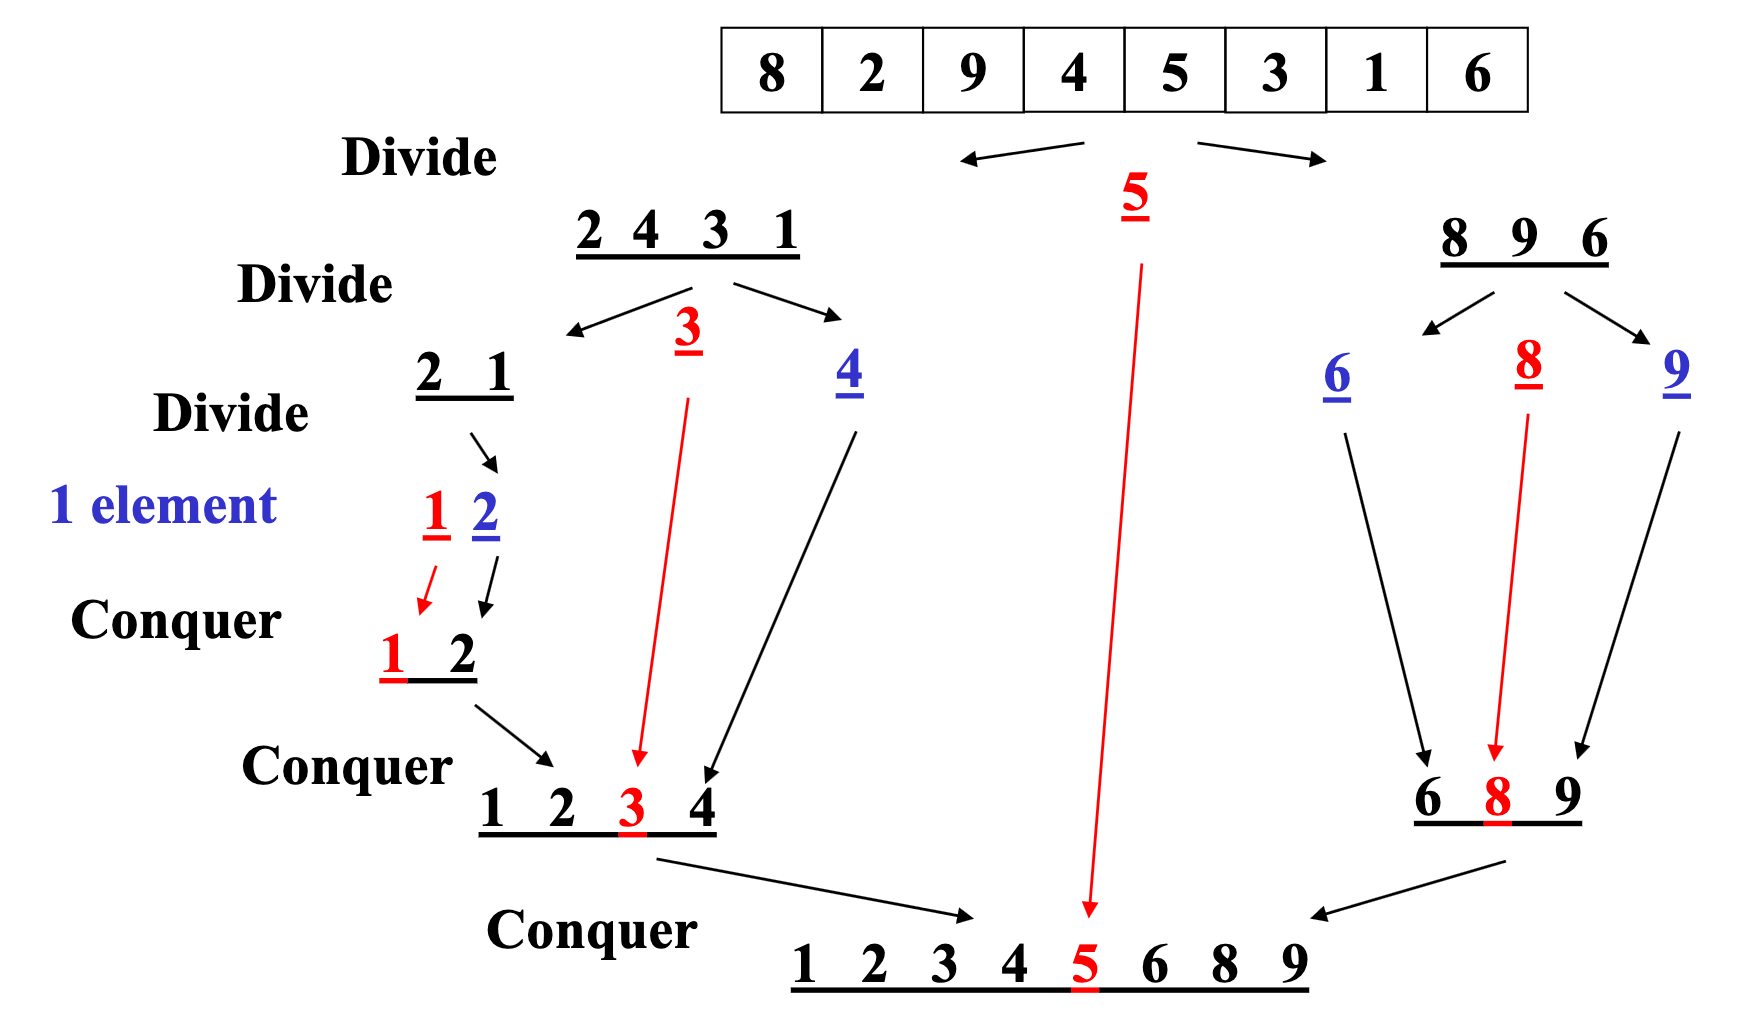 8 2 9 4 5 3 1 6
Divide
5
2 4 3 1
8 9 6
Divide
3
2 1
4
6
8
9
Divide
1 element
1 2
Conquer
1 2
Conquer
1 2 3 4
6 8 9
Conquer
1 2 3 4 5 6 8 9